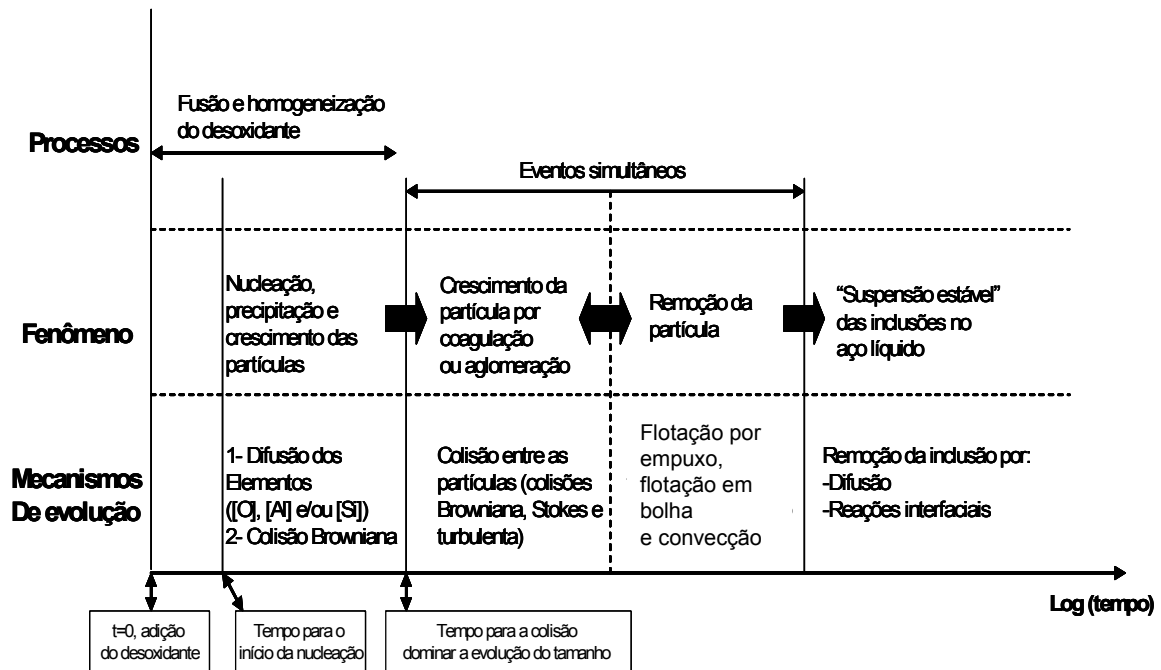 Fusão e homogeneização
do desoxidante
Processos
Eventos simultâneos
Fenômeno
Nucleação,
precipitação e
crescimento das
partículas
Crescimento da
partícula por
coagulação
ou aglomeração
Remoção da
partícula
“Suspensão estável”
das inclusões no
aço líquido
Mecanismos
De evolução
1- Difusão dos
Elementos
([O], [Al] e/ou [Si])
2- Colisão Browniana
Colisão entre as
partículas (colisões
Browniana, Stokes e
turbulenta)
Flotação por
empuxo,
flotação em
bolha
e convecção
Remoção da inclusão por:
-Difusão
-Reações interfaciais
Log (tempo)
t=0, adição
do desoxidante
Tempo para o
início da nucleação
Tempo para a colisão
dominar a evolução do tamanho